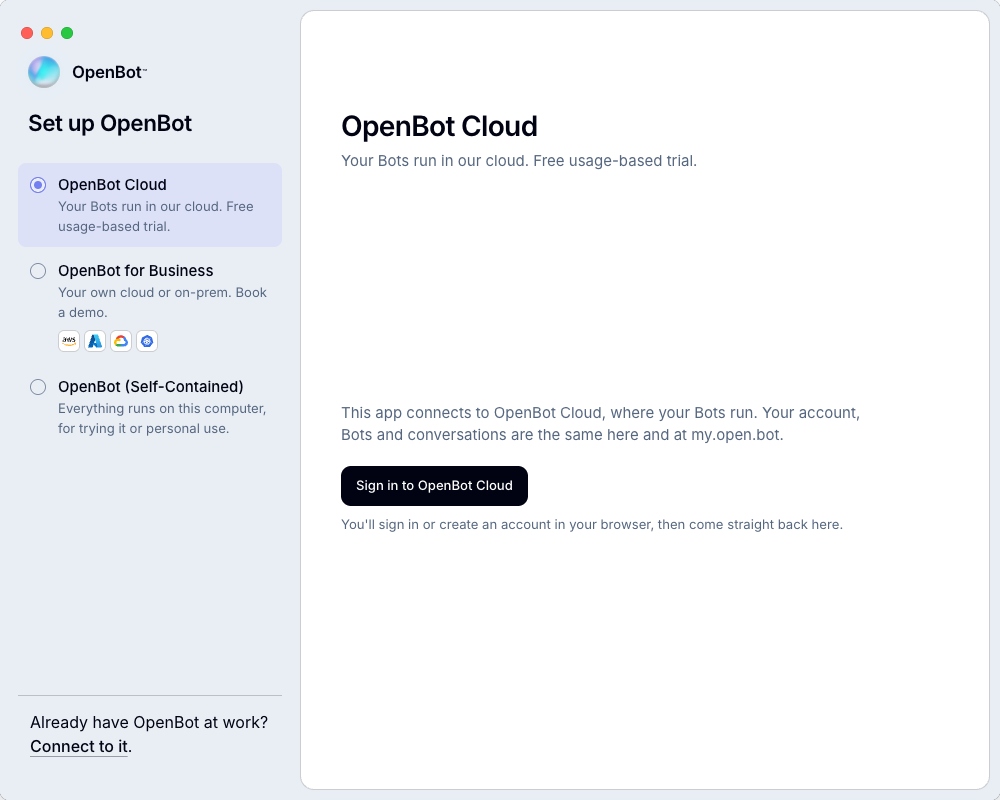 OpenBot™
Set up OpenBot
OpenBot Cloud
Your Bots run in our cloud. Free
usage-based trial.
OpenBot for Business
Your own cloud or on-prem. Book
a demo.
aws
OpenBot (Self-Contained)
Everything runs on this computer,
for trying it or personal use.
Already have OpenBot at work?
Connect to it.
OpenBot Cloud
Your Bots run in our cloud. Free usage-based trial.
This app connects to OpenBot Cloud, where your Bots run. Your account,
Bots and conversations are the same here and at my.open.bot.
Sign in to OpenBot Cloud
You'll sign in or create an account in your browser, then come straight back here.